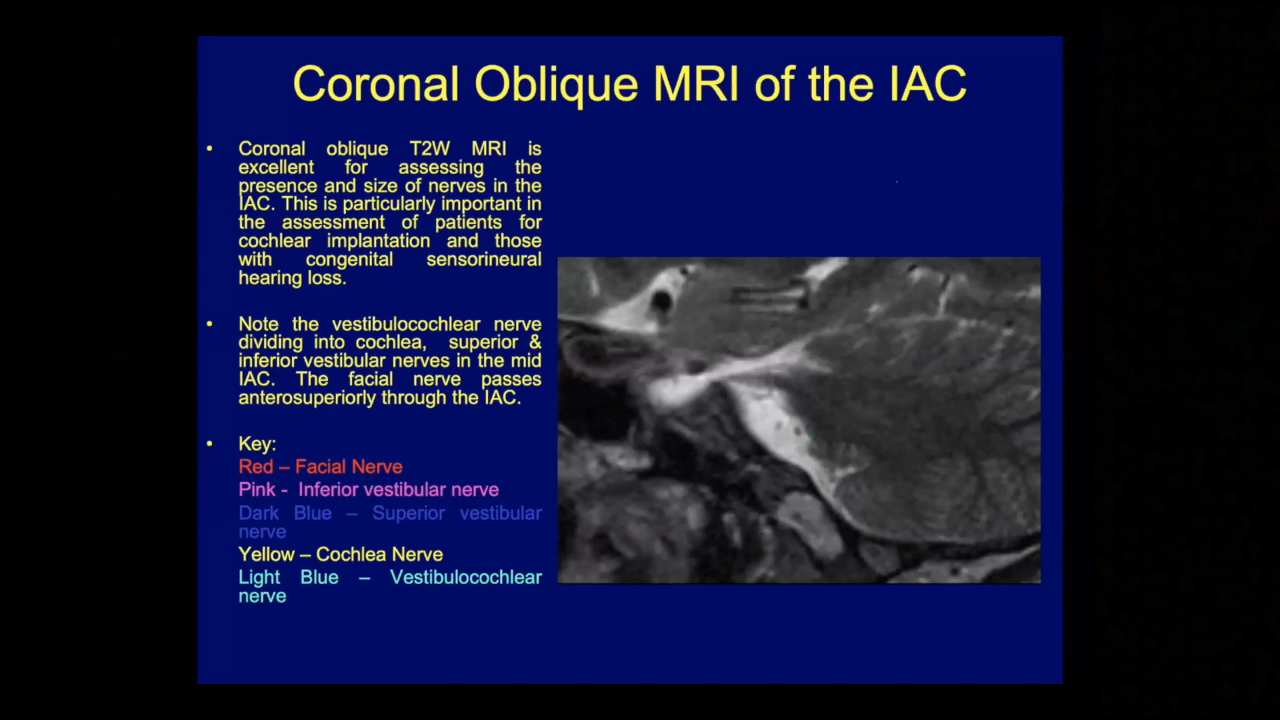 Coronal Oblique MRI of the IAC
• Coronal oblique T2W MRI is
excellent for assessing the
presence and size of nerves in the
IAC. This is particularly important in
the assessment of patients for
cochlear implantation and those
with congenital sensorineural
hearing loss.
• Note the vestibulocochlear nerve
dividing into cochlea, superior &
inferior vestibular nerves in the mid
IAC. The facial nerve passes
anterosuperiorly through the IAC.
• Key:
Red – Facial Nerve
Pink - Inferior vestibular nerve
Dark Blue – Superior vestibular
nerve
Yellow – Cochlea Nerve
Light Blue – Vestibulocochlear
nerve